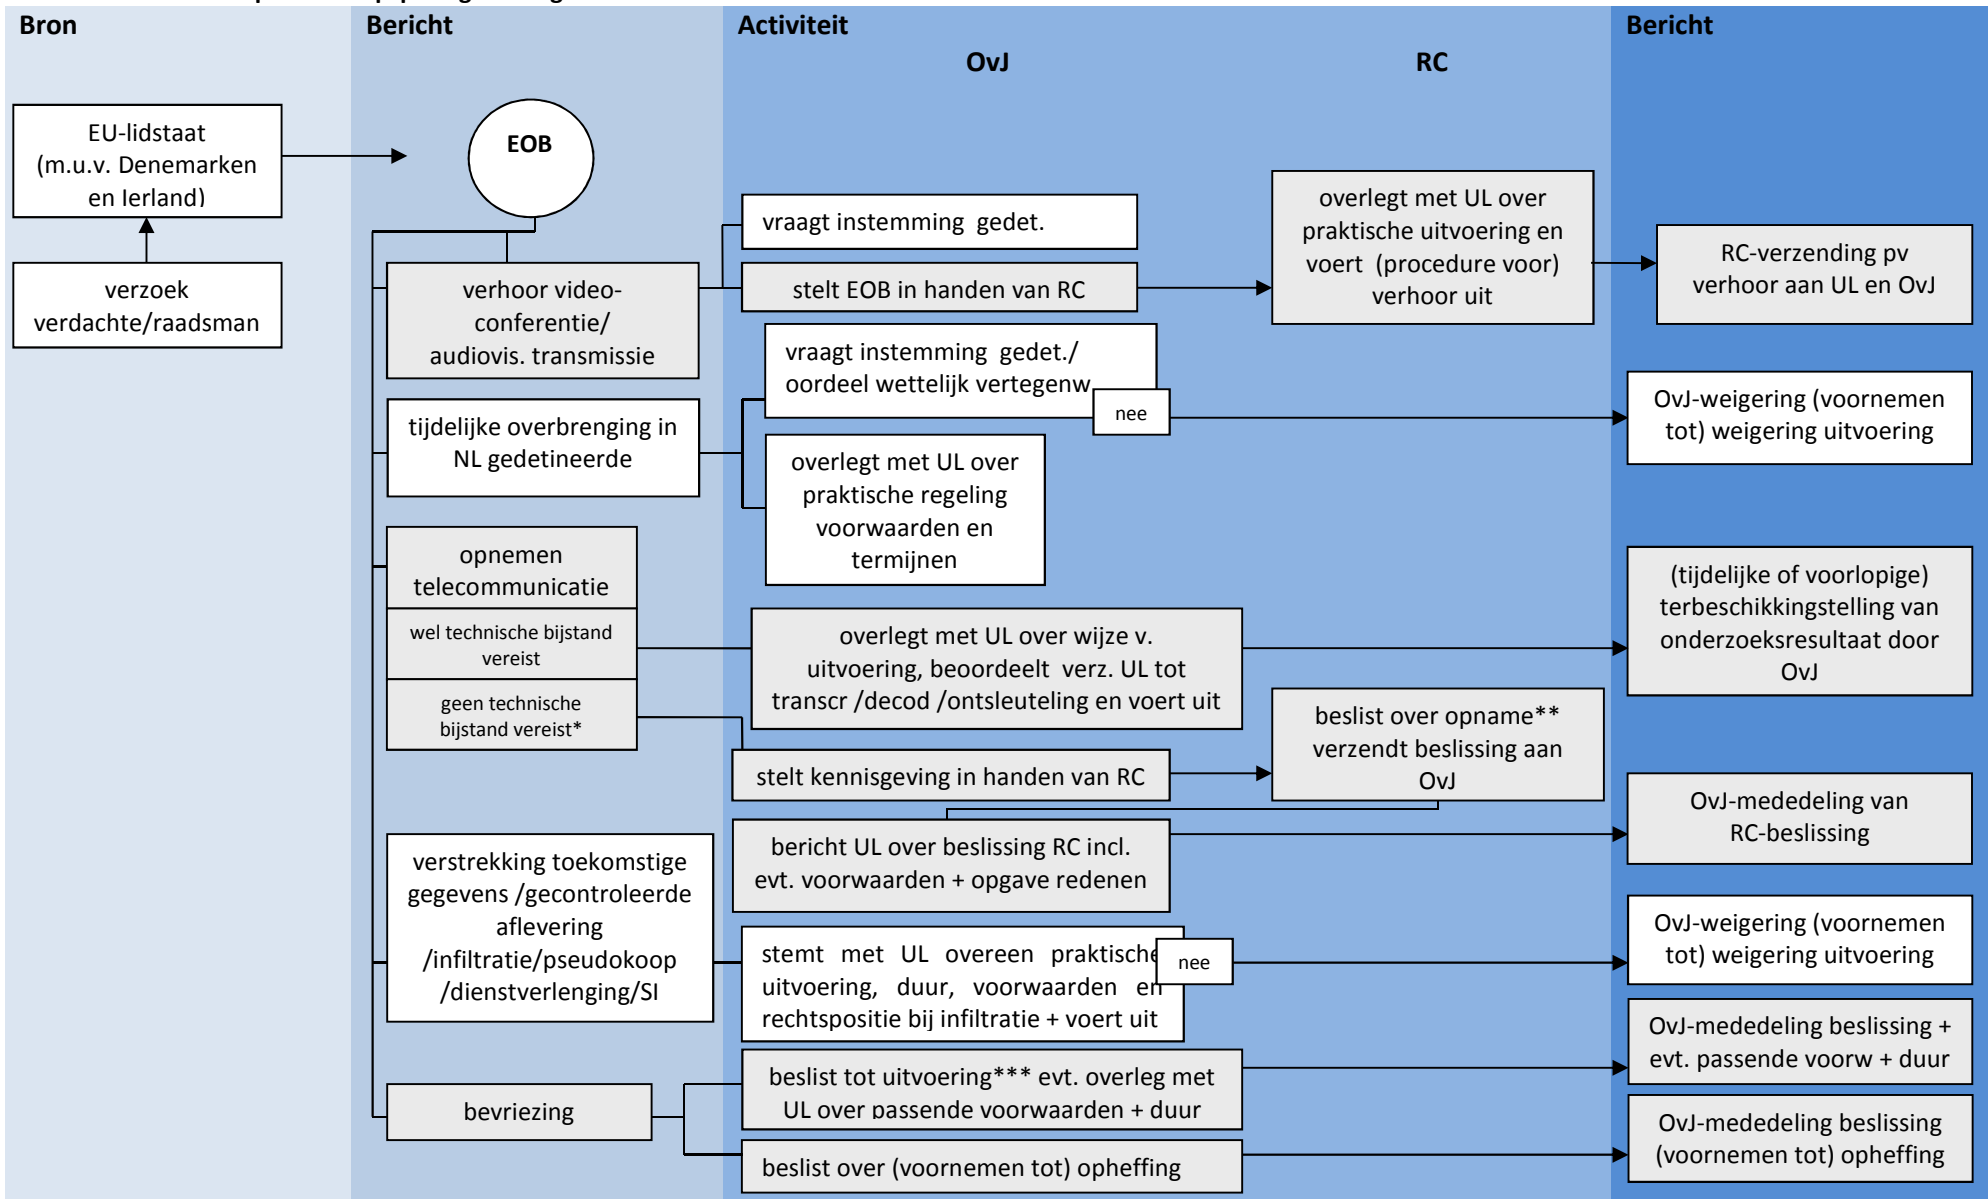 Bron
Bericht
Activiteit
Bericht
OvJ
RC
EU-lidstaat
(m.u.v. Denemarken
en Ierland)
verzoek
verdachte/raadsman
EOB
verhoor video-
conferentie/
audiovis. transmissie
vraagt instemming gedet.
stelt EOB in handen van RC
overlegt met UL over
praktische uitvoering en
voert (procedure voor)
verhoor uit
RC-verzending pv
verhoor aan UL en OvJ
tijdelijke overbrenging in
NL gedetineerde
vraagt instemming gedet./
oordeel wettelijk vertegenw
nee
OvJ-weigering (voornemen
tot) weigering uitvoering
overlegt met UL over
praktische regeling
voorwaarden en
termijnen
opnemen
telecommunicatie
wel technische bijstand
vereist
overlegt met UL over wijze v.
uitvoering, beoordeelt verz. UL tot
transcr /decod /ontsleuteling en voert uit
(tijdelijke of voorlopige)
terbeschikkingstelling van
onderzoeksresultaat door
OvJ
geen technische
bijstand vereist*
stelt kennisgeving in handen van RC
beslist over opname**
verzendt beslissing aan
OvJ
bericht UL over beslissing RC incl.
evt. voorwaarden + opgave redenen
OvJ-mededeling van
RC-beslissing
verstrekking toekomstige
gegevens /gecontroleerde
aflevering
/infiltratie/pseudokoop
/dienstverlenging/SI
stemt met UL overeen praktische
uitvoering, duur, voorwaarden en
rechtspositie bij infiltratie + voert uit
nee
OvJ-weigering (voornemen
tot) weigering uitvoering
bevriezing
beslist tot uitvoering*** evt. overleg met
UL over passende voorwaarden + duur
OvJ-mededeling beslissing +
evt. passende voorw + duur
beslist over (voornemen tot) opheffing
OvJ-mededeling beslissing
(voornemen tot) opheffing